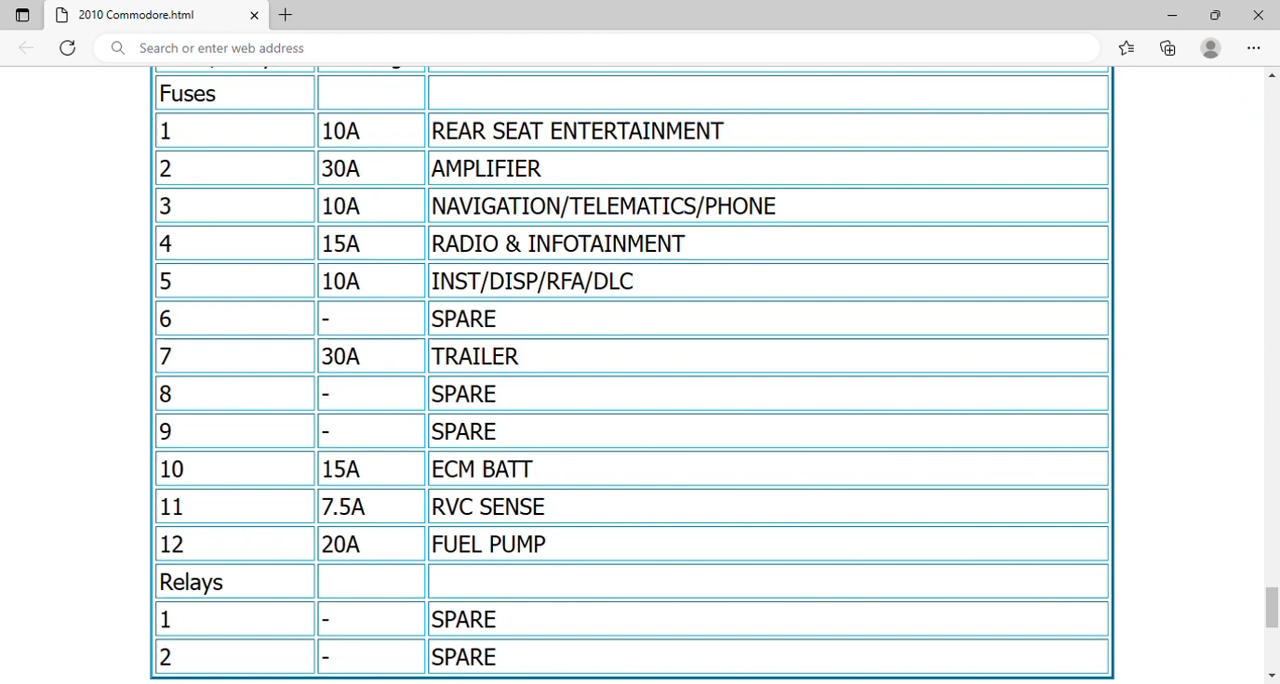 2010 Commodore.html
Search or enter web address
Fuses
1 10A REAR SEAT ENTERTAINMENT
2 30A AMPLIFIER
3 10A NAVIGATION/TELEMATICS/PHONE
4 15A RADIO & INFOTAINMENT
5 10A INST/DISP/RFA/DLC
6 - SPARE
7 30A TRAILER
8 - SPARE
9 - SPARE
10 15A ECM BATT
11 7.5A RVC SENSE
12 20A FUEL PUMP
Relays
1 - SPARE
2 - SPARE